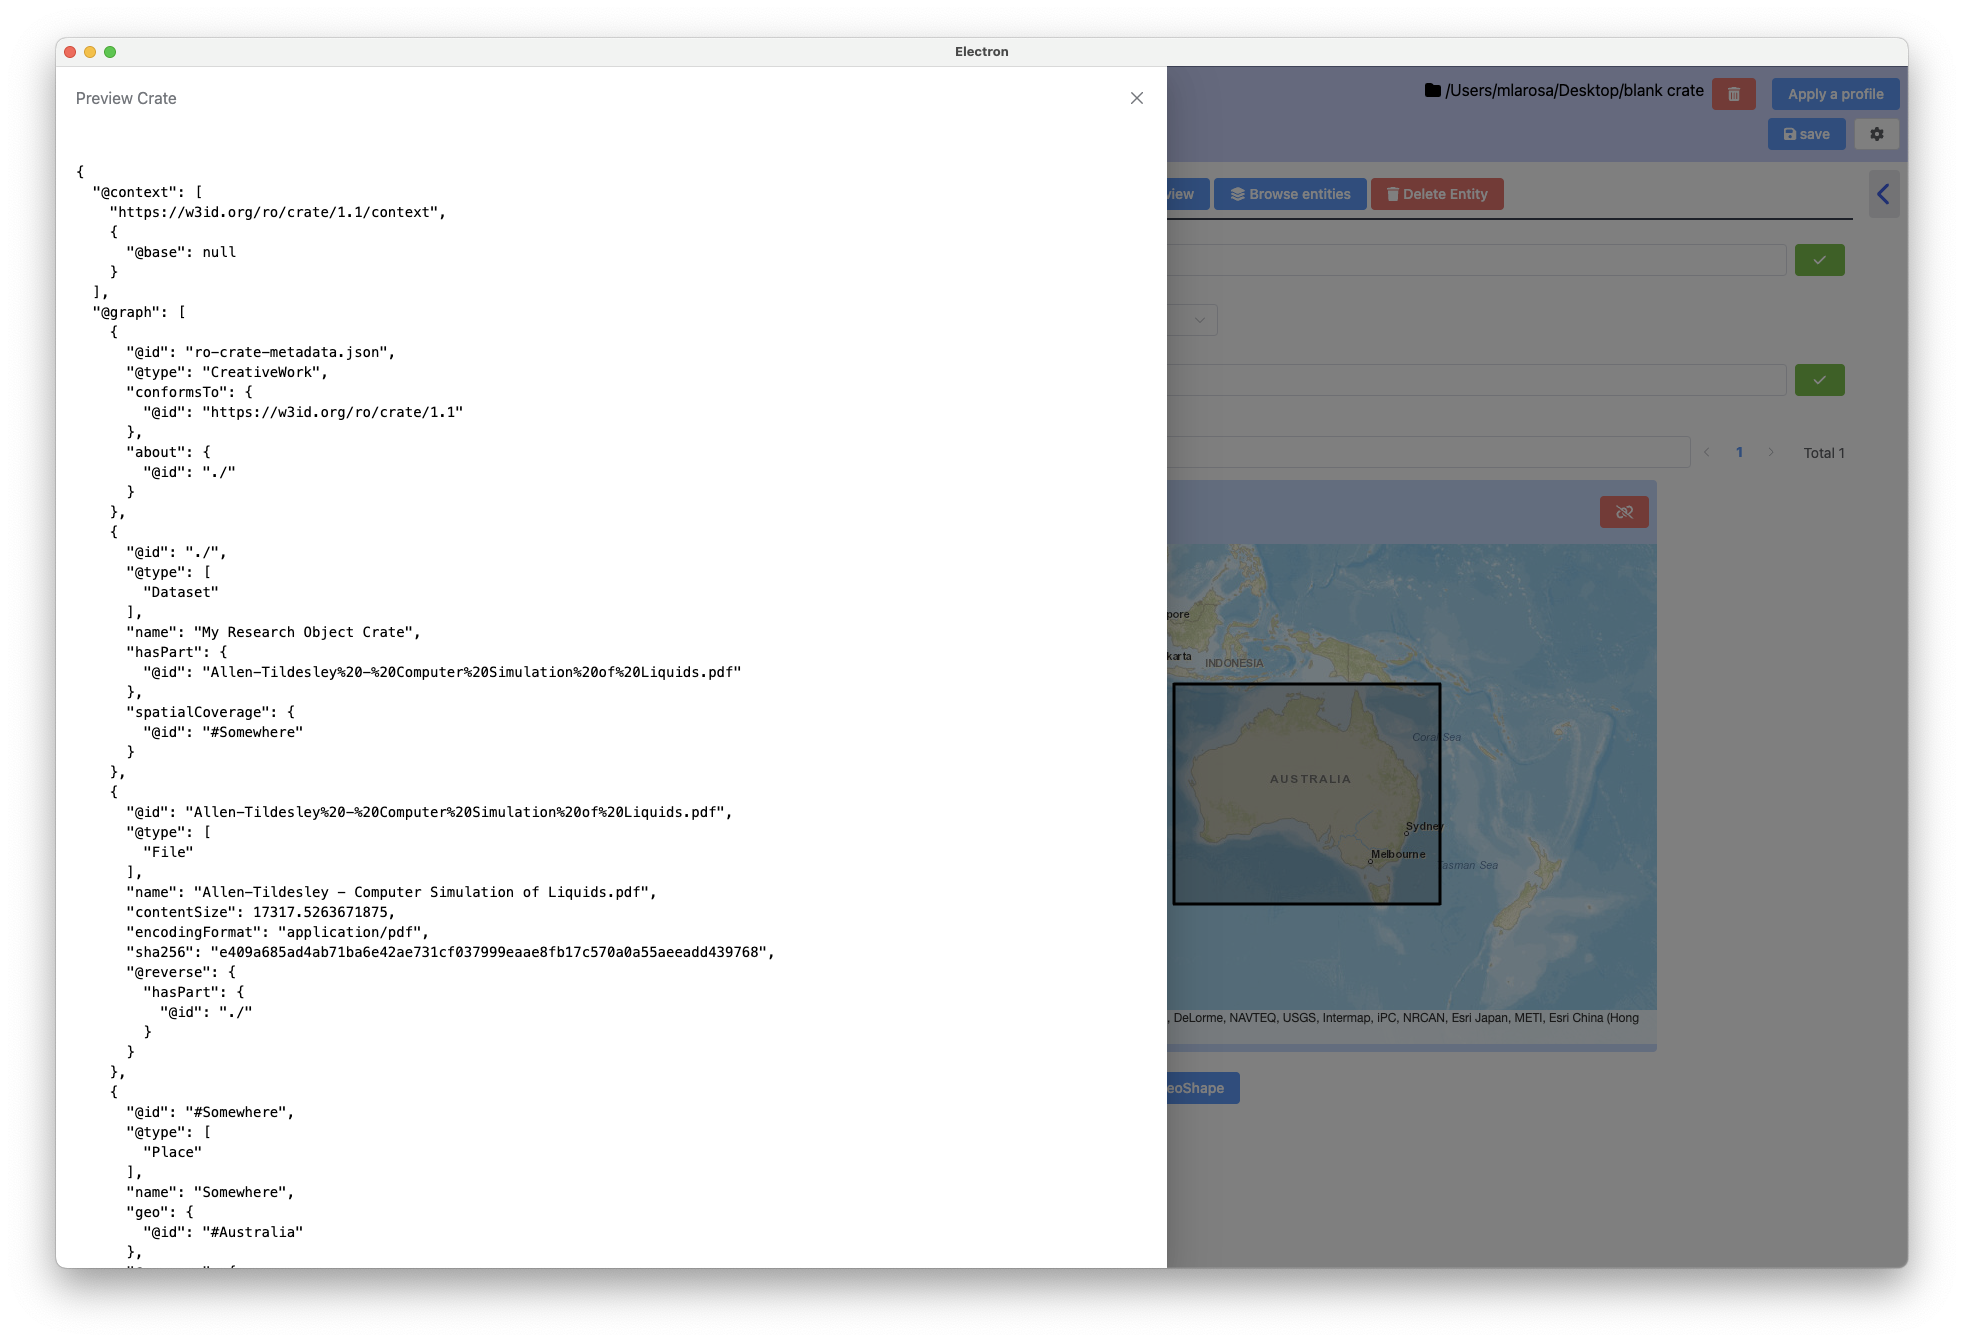 Electron
Preview Crate
{
"@context": [
"https://w3id.org/ro/crate/1.1/context",
{
"@base": null
}
],
"@graph": [
{
"@id": "ro-crate-metadata.json",
"@type": "CreativeWork",
"conformsTo": {
"@id": "https://w3id.org/ro/crate/1.1"
},
"about": {
"@id": "./"
}
},
{
"@id": "./",
"@type": [
"Dataset"
],
"name": "My Research Object Crate",
"hasPart": {
"@id": "Allen-Tildesley%20-%20Computer%20Simulation%20of%20Liquids.pdf"
},
"spatialCoverage": {
"@id": "#Somewhere"
}
},
{
"@id": "Allen-Tildesley%20-%20Computer%20Simulation%20of%20Liquids.pdf",
"@type": [
"File"
],
"name": "Allen-Tildesley - Computer Simulation of Liquids.pdf",
"contentSize": 17317.5263671875,
"encodingFormat": "application/pdf",
"sha256": "e409a685ad4ab71ba6e42ae731cf037999eaae8fb17c570a0a55aeeadd439768",
"@reverse": {
"hasPart": {
"@id": "./"
}
}
},
{
"@id": "#Somewhere",
"@type": [
"Place"
],
"name": "Somewhere",
"geo": {
"@id": "#Australia"
},
/Users/mlarosa/Desktop/blank crate
Apply a profile
save
view
Browse entities
Delete Entity
1
Total 1
pore
karta
INDONESIA
Coral Sea
AUSTRALIA
Sydney
Melbourne
Tasman Sea
, DeLorme, NAVTEQ, USGS, Intermap, iPC, NRCAN, Esri Japan, METI, Esri China (Hong
eoShape